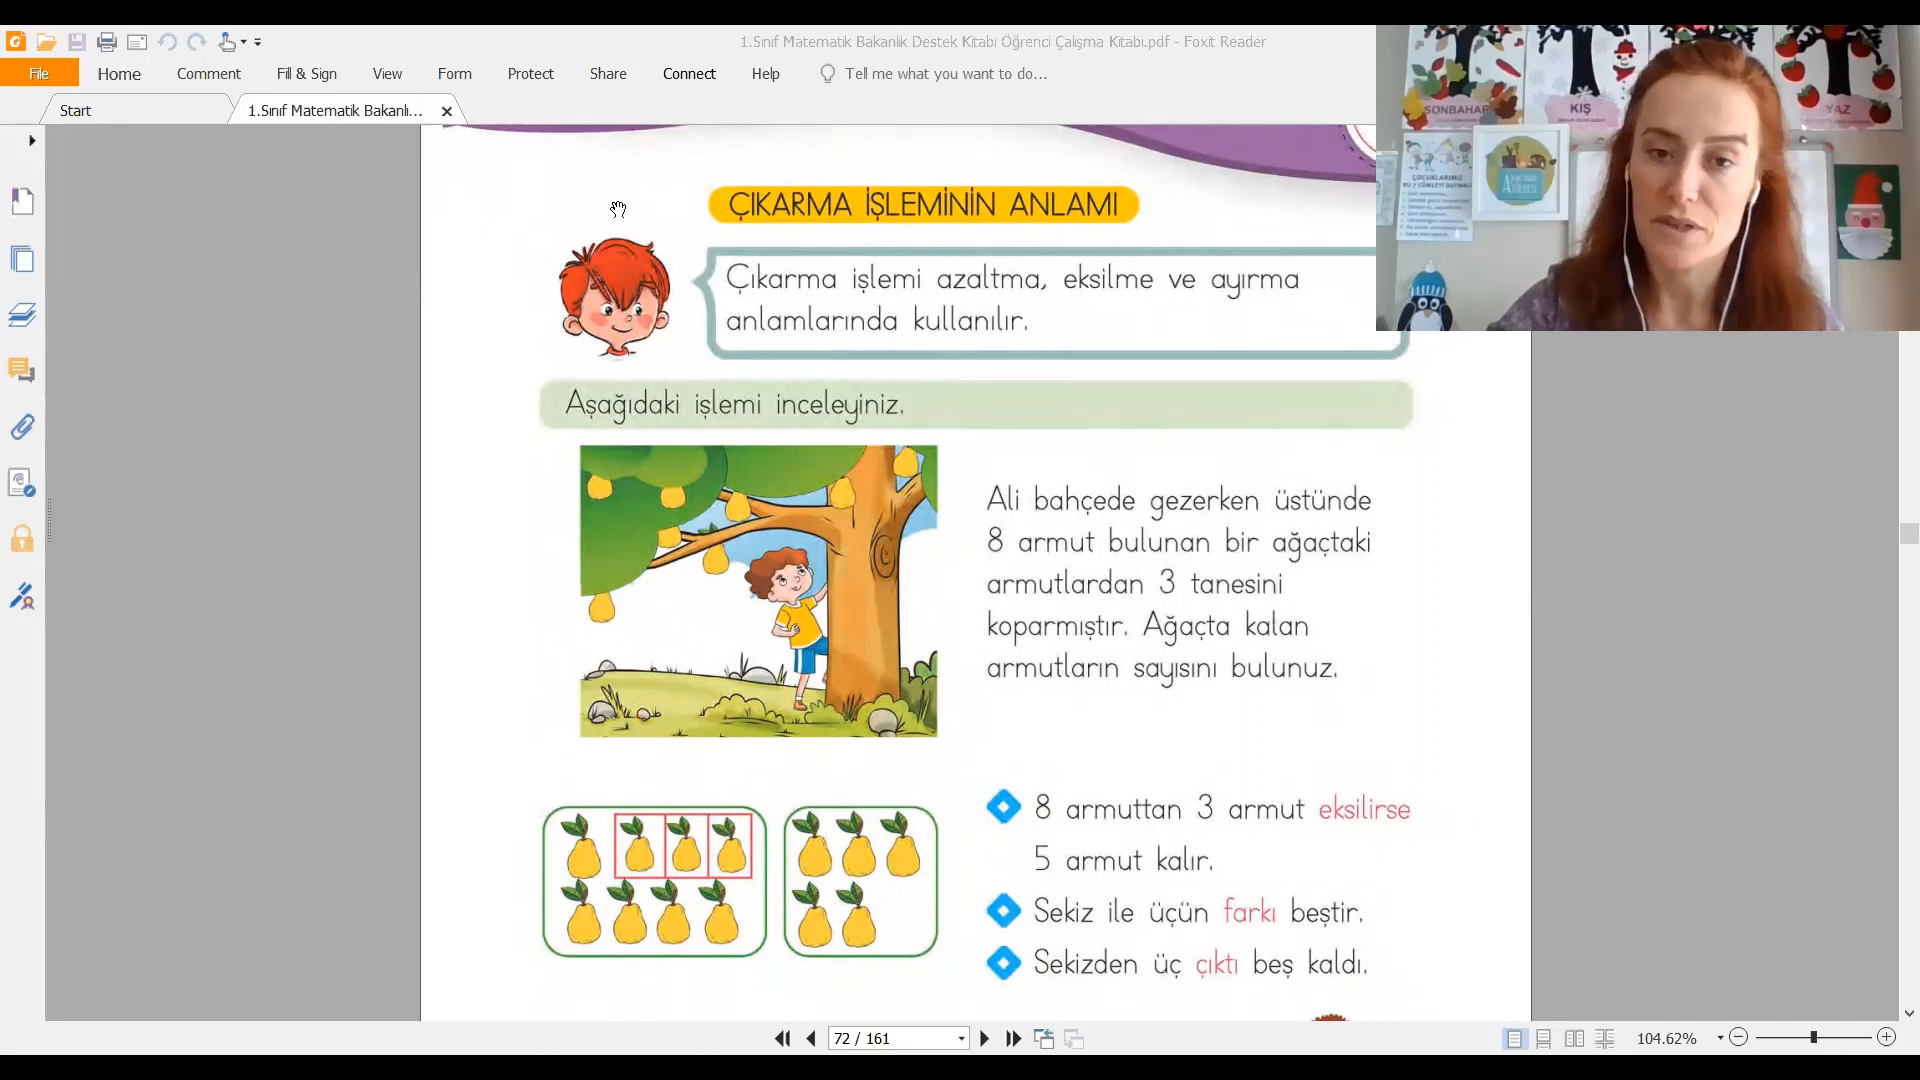 1.Sınıf Matematik Bakanlık Destek Kitabı Öğrenci Çalışma Kitabı.pdf - Foxit Reader
File Home Comment Fill & Sign View Form Protect Share Connect Help Tell me what you want to do...
Start 1.Sınıf Matematik Bakanlı...
SONBAHAR
KIŞ
YAZ
ÇOCUKLARIMIZ
ÇIKARMA İŞLEMİNİN ANLAMI
Çıkarma işlemi azaltma, eksilme ve ayırma
anlamlarında kullanılır.
Aşağıdaki işlemi inceleyiniz.
Ali bahçede gezerken üstünde
8 armut bulunan bir ağaçtaki
armutlardan 3 tanesini
koparmıştır. Ağaçta kalan
armutların sayısını bulunuz.
8 armuttan 3 armut eksilirse
5 armut kalır.
Sekiz ile üçün farkı beştir.
Sekizden üç çıktı beş kaldı.
72 / 161
104.62%